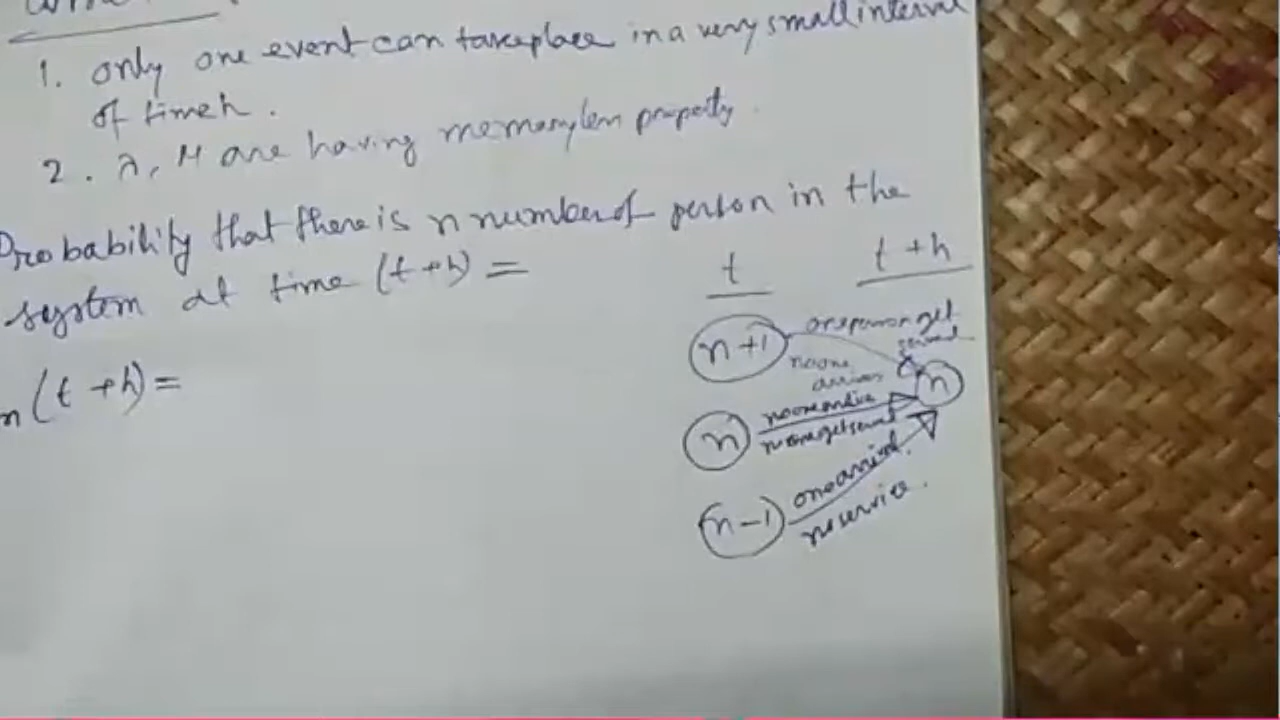 1. only one event can takeplace in a very small interval
of time h.
2. λ, μ are having memoryless property.
Probability that there is n number of person in the
system at time (t+h) =
t
t+h
n+1
one person get
served
no one
arrives
n
n
no one arrive
no one get served
n (t+h) =
n-1
one arrival.
no service.